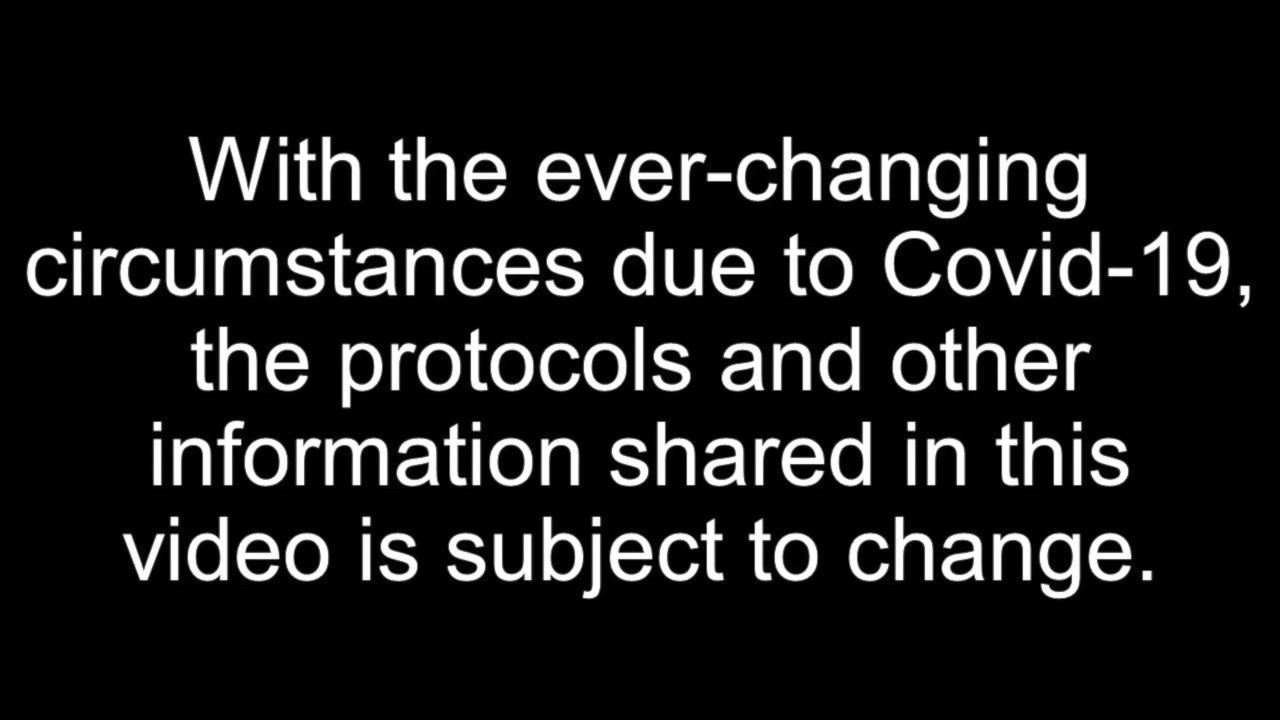 With the ever-changing
circumstances due to Covid-19,
the protocols and other
information shared in this
video is subject to change.